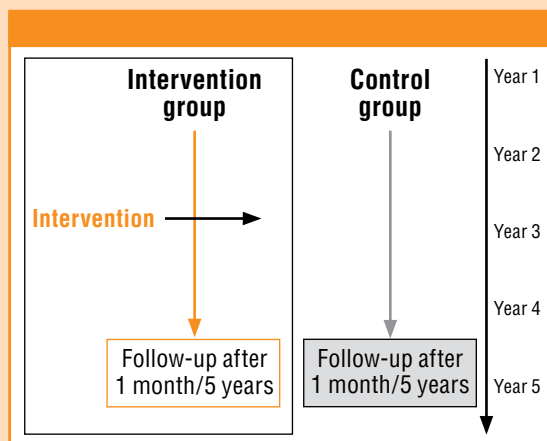 Intervention
group
Control
group
Intervention
Follow-up after
1 month/5 years
Follow-up after
1 month/5 years
Year 1
Year 2
Year 3
Year 4
Year 5